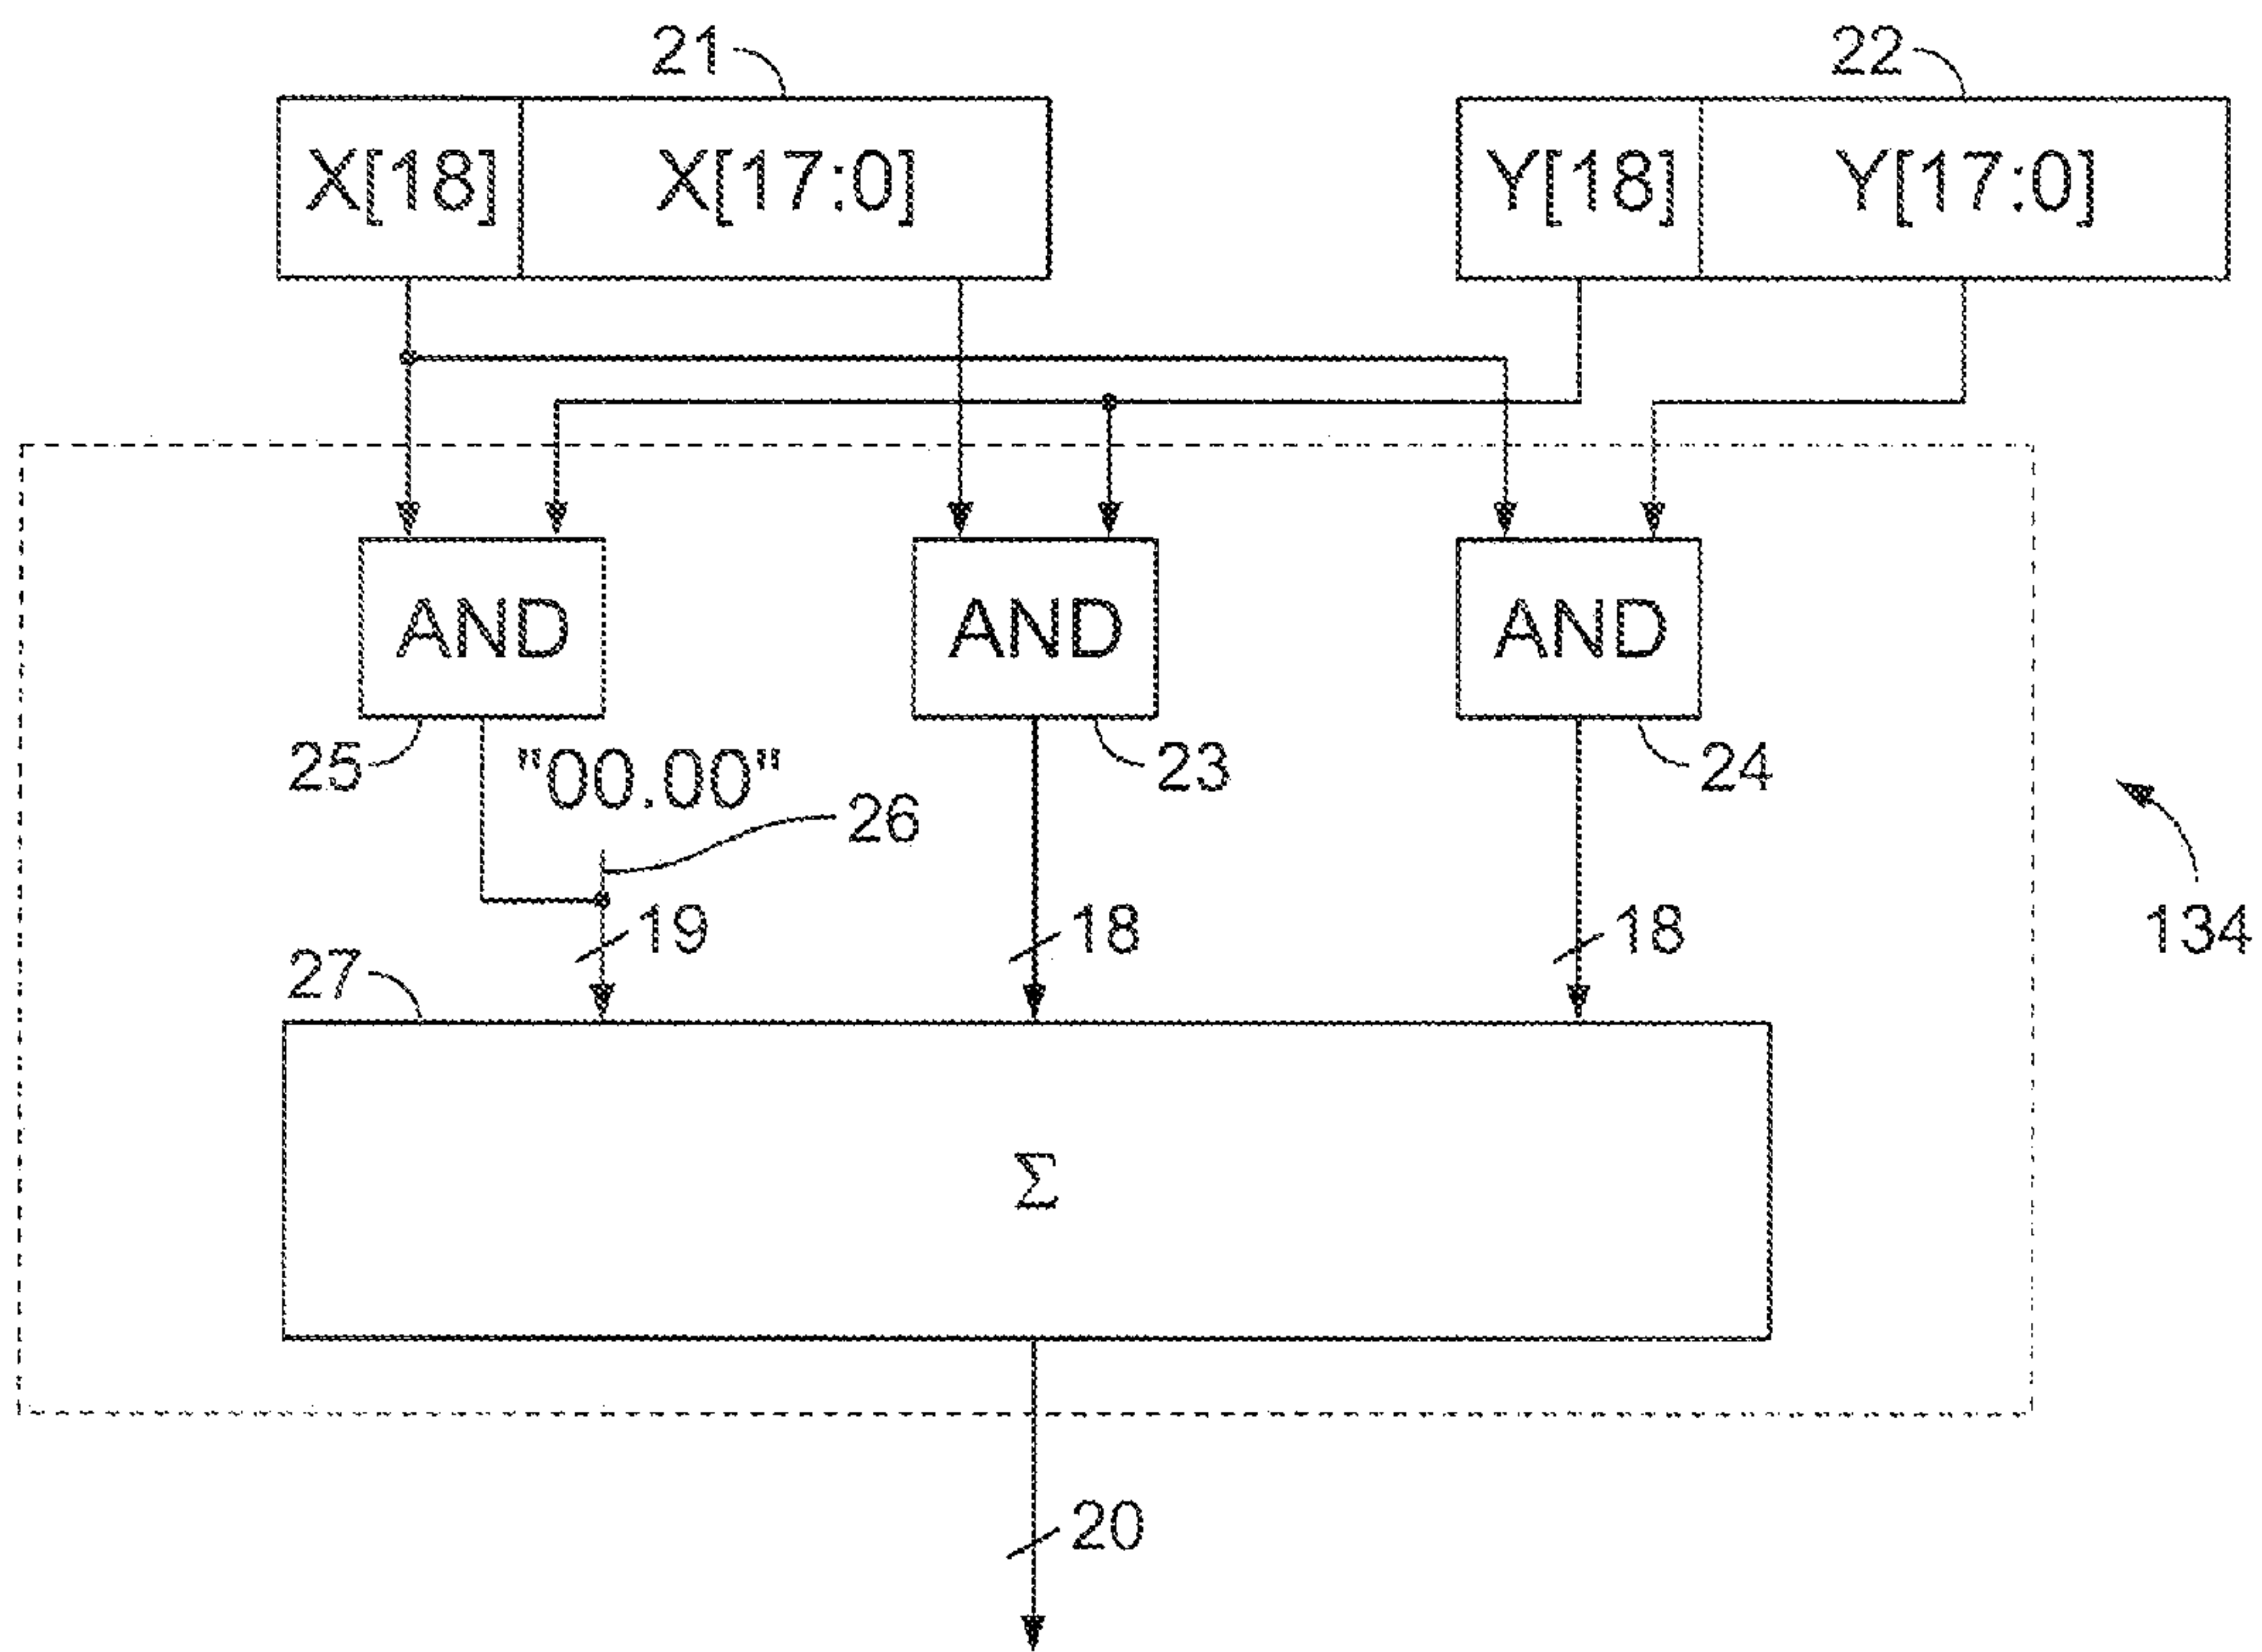 21 22
X[18] X[17:0] Y[18] Y[17:0]
AND AND AND
25 "00.00" 23 24
26
19 18 18 134
27
Σ
20